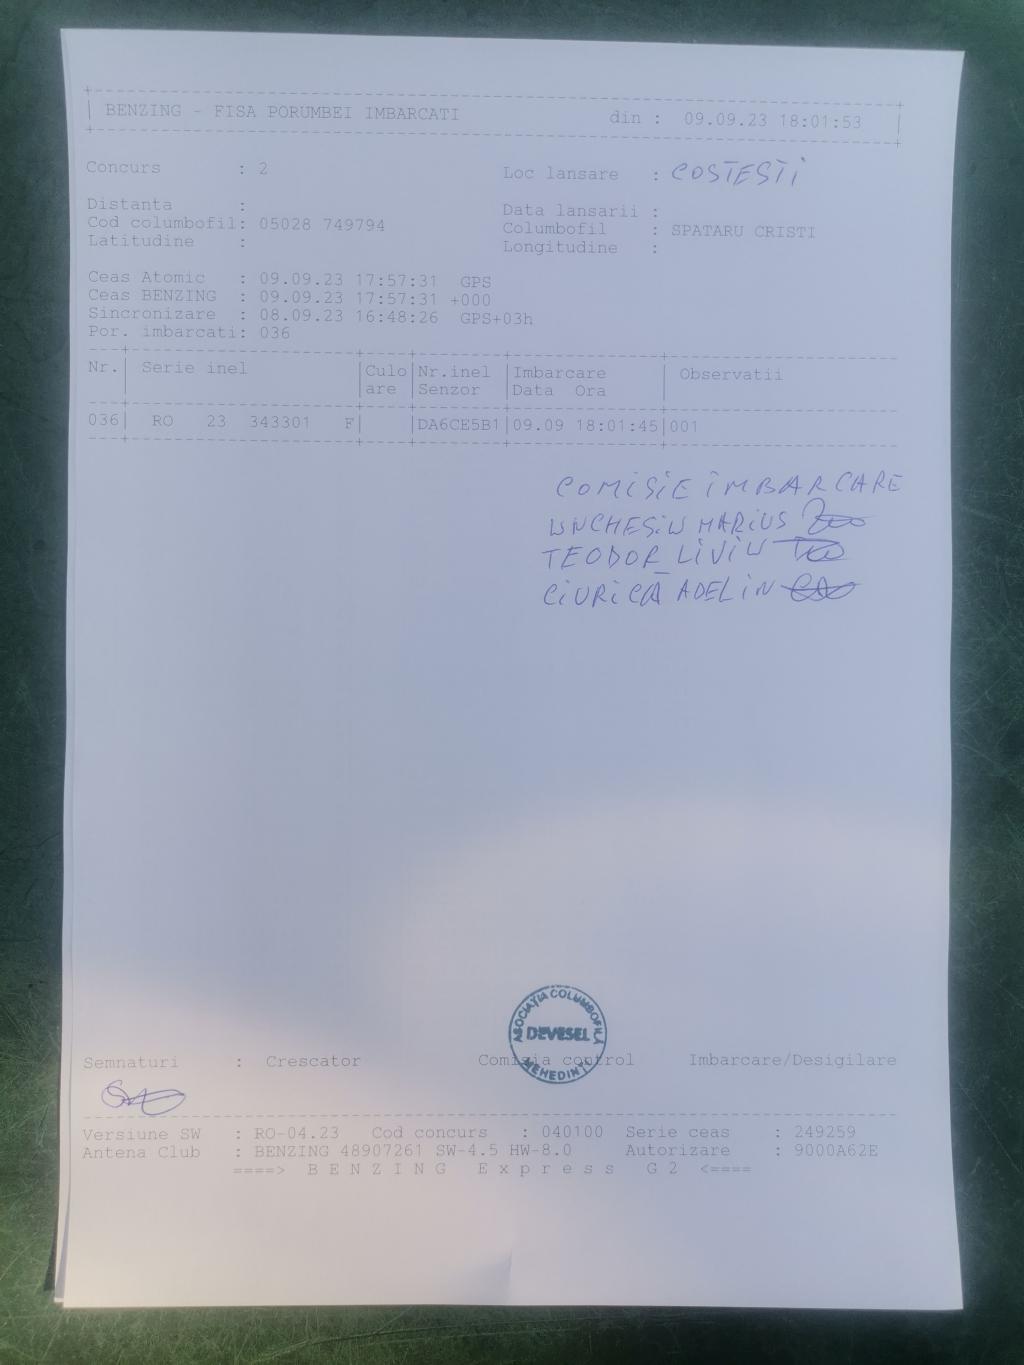 BENZING - FISA PORUMBEI IMBARCATI din : 09.09.23 18:01:53
Concurs : 2 Loc lansare : COSTESTI
Distanta : Data lansarii :
Cod columbofil: 05028 749794 Columbofil : SPATARU CRISTI
Latitudine : Longitudine :
Ceas Atomic : 09.09.23 17:57:31 GPS
Ceas BENZING : 09.09.23 17:57:31 +000
Sincronizare : 08.09.23 16:48:26 GPS+03h
Por. imbarcati: 036
Nr. Serie inel Culo Nr.inel Imbarcare Observatii
are Senzor Data Ora
036 RO 23 343301 F DA6CE5B1 09.09 18:01:45 001
COMISIE ÎMBARCARE
UNCHESIU MARIUS
TEODOR LIVIU
CIURICĂ ADELIN
ASOCIAȚIA COLUMBOFILĂ
DEVESEL
MEHEDINȚI
Semnaturi : Crescator Comisia control Imbarcare/Desigilare
Versiune SW : RO-04.23 Cod concurs : 040100 Serie ceas : 249259
Antena Club : BENZING 48907261 SW-4.5 HW-8.0 Autorizare : 9000A62E
====> B E N Z I N G E x p r e s s G 2 <====